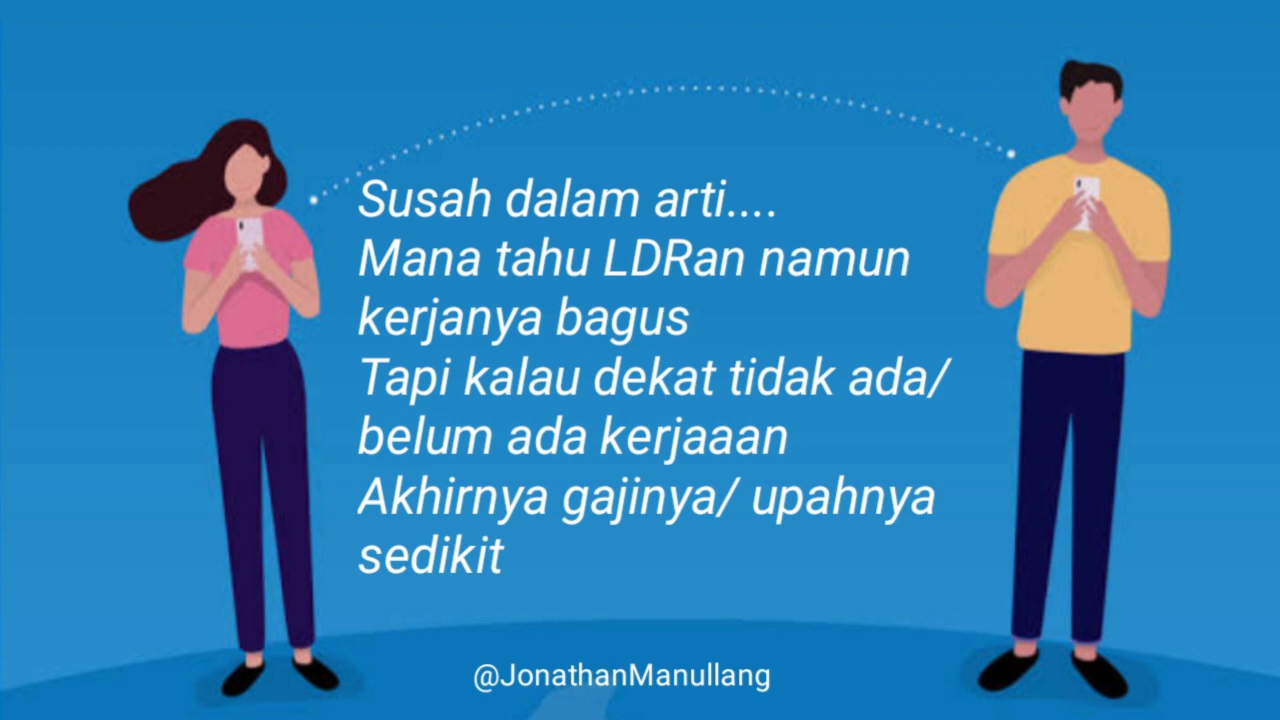 Susah dalam arti....
Mana tahu LDRan namun
kerjanya bagus
Tapi kalau dekat tidak ada/
belum ada kerjaaan
Akhirnya gajinya/ upahnya
sedikit
@JonathanManullang